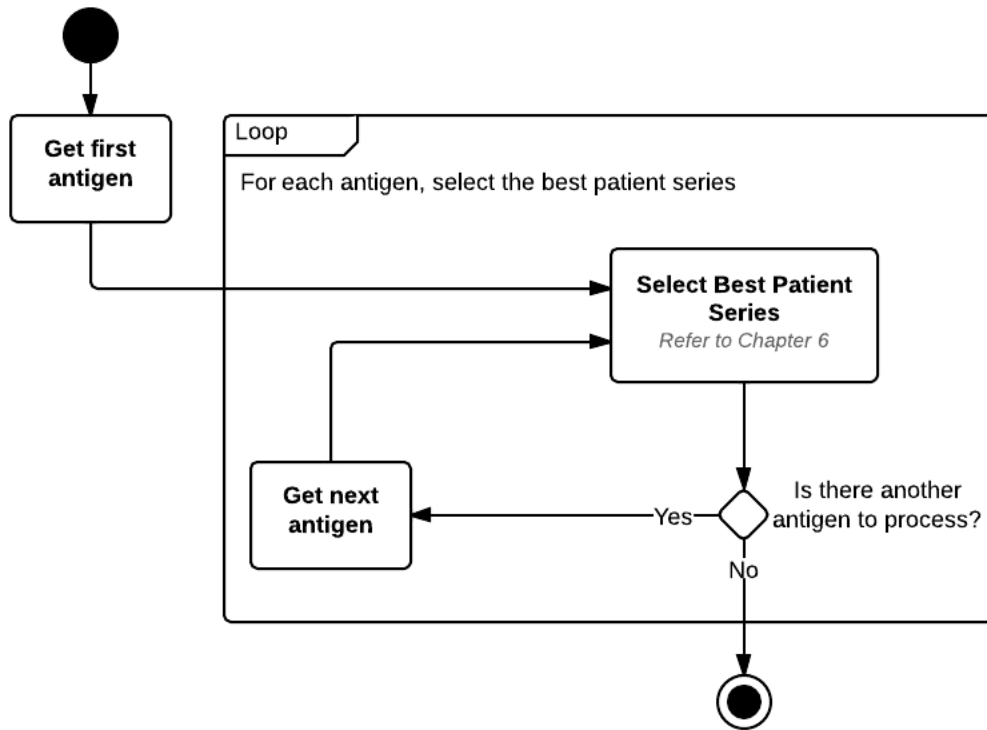 Get first
antigen
Loop
For each antigen, select the best patient series
Select Best Patient
Series
Refer to Chapter 6
Get next
antigen
Yes
Is there another
antigen to process?
No